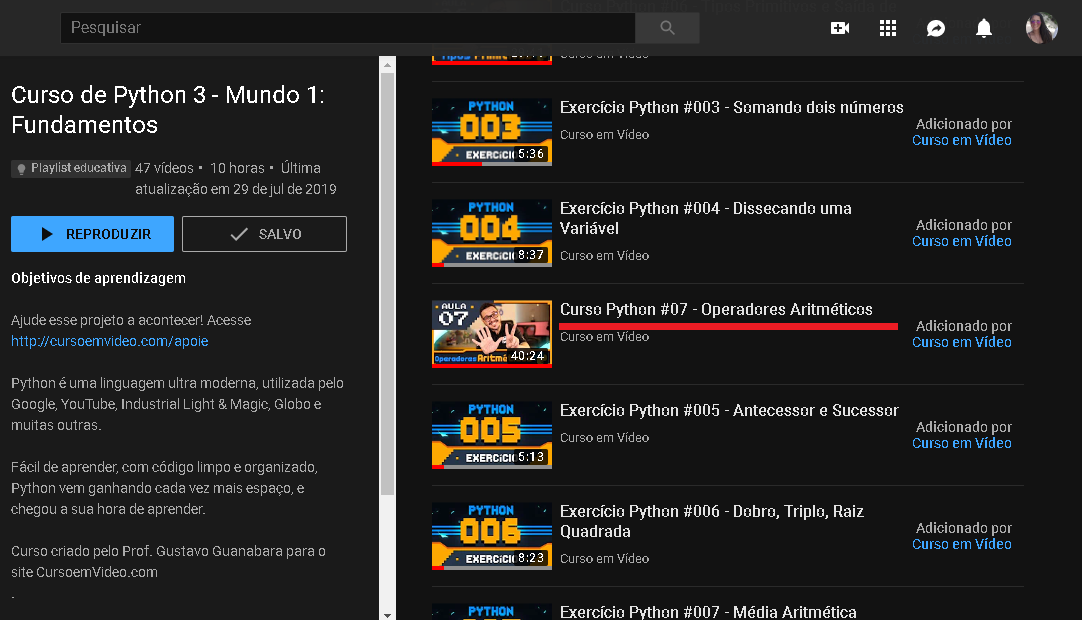 Pesquisar
Curso de Python 3 - Mundo 1:
Fundamentos
Playlist educativa 47 vídeos • 10 horas • Última
atualização em 29 de jul de 2019
REPRODUZIR
SALVO
Objetivos de aprendizagem
Ajude esse projeto a acontecer! Acesse
http://cursoemvideo.com/apoie
Python é uma linguagem ultra moderna, utilizada pelo
Google, YouTube, Industrial Light & Magic, Globo e
muitas outras.
Fácil de aprender, com código limpo e organizado,
Python vem ganhando cada vez mais espaço, e
chegou a sua hora de aprender.
Curso criado pelo Prof. Gustavo Guanabara para o
site CursoemVideo.com
.
PYTHON
003
EXERCÍCI
5:36
Exercício Python #003 - Somando dois números
Curso em Vídeo
Adicionado por
Curso em Vídeo
PYTHON
004
EXERCÍCI
8:37
Exercício Python #004 - Dissecando uma
Variável
Curso em Vídeo
Adicionado por
Curso em Vídeo
AULA
07
Operadores Aritmé
40:24
Curso Python #07 - Operadores Aritméticos
Curso em Vídeo
Adicionado por
Curso em Vídeo
PYTHON
005
EXERCÍCI
5:13
Exercício Python #005 - Antecessor e Sucessor
Curso em Vídeo
Adicionado por
Curso em Vídeo
PYTHON
006
EXERCÍCI
8:23
Exercício Python #006 - Dobro, Triplo, Raiz
Quadrada
Curso em Vídeo
Adicionado por
Curso em Vídeo
PYTHON
Exercício Python #007 - Média Aritmética